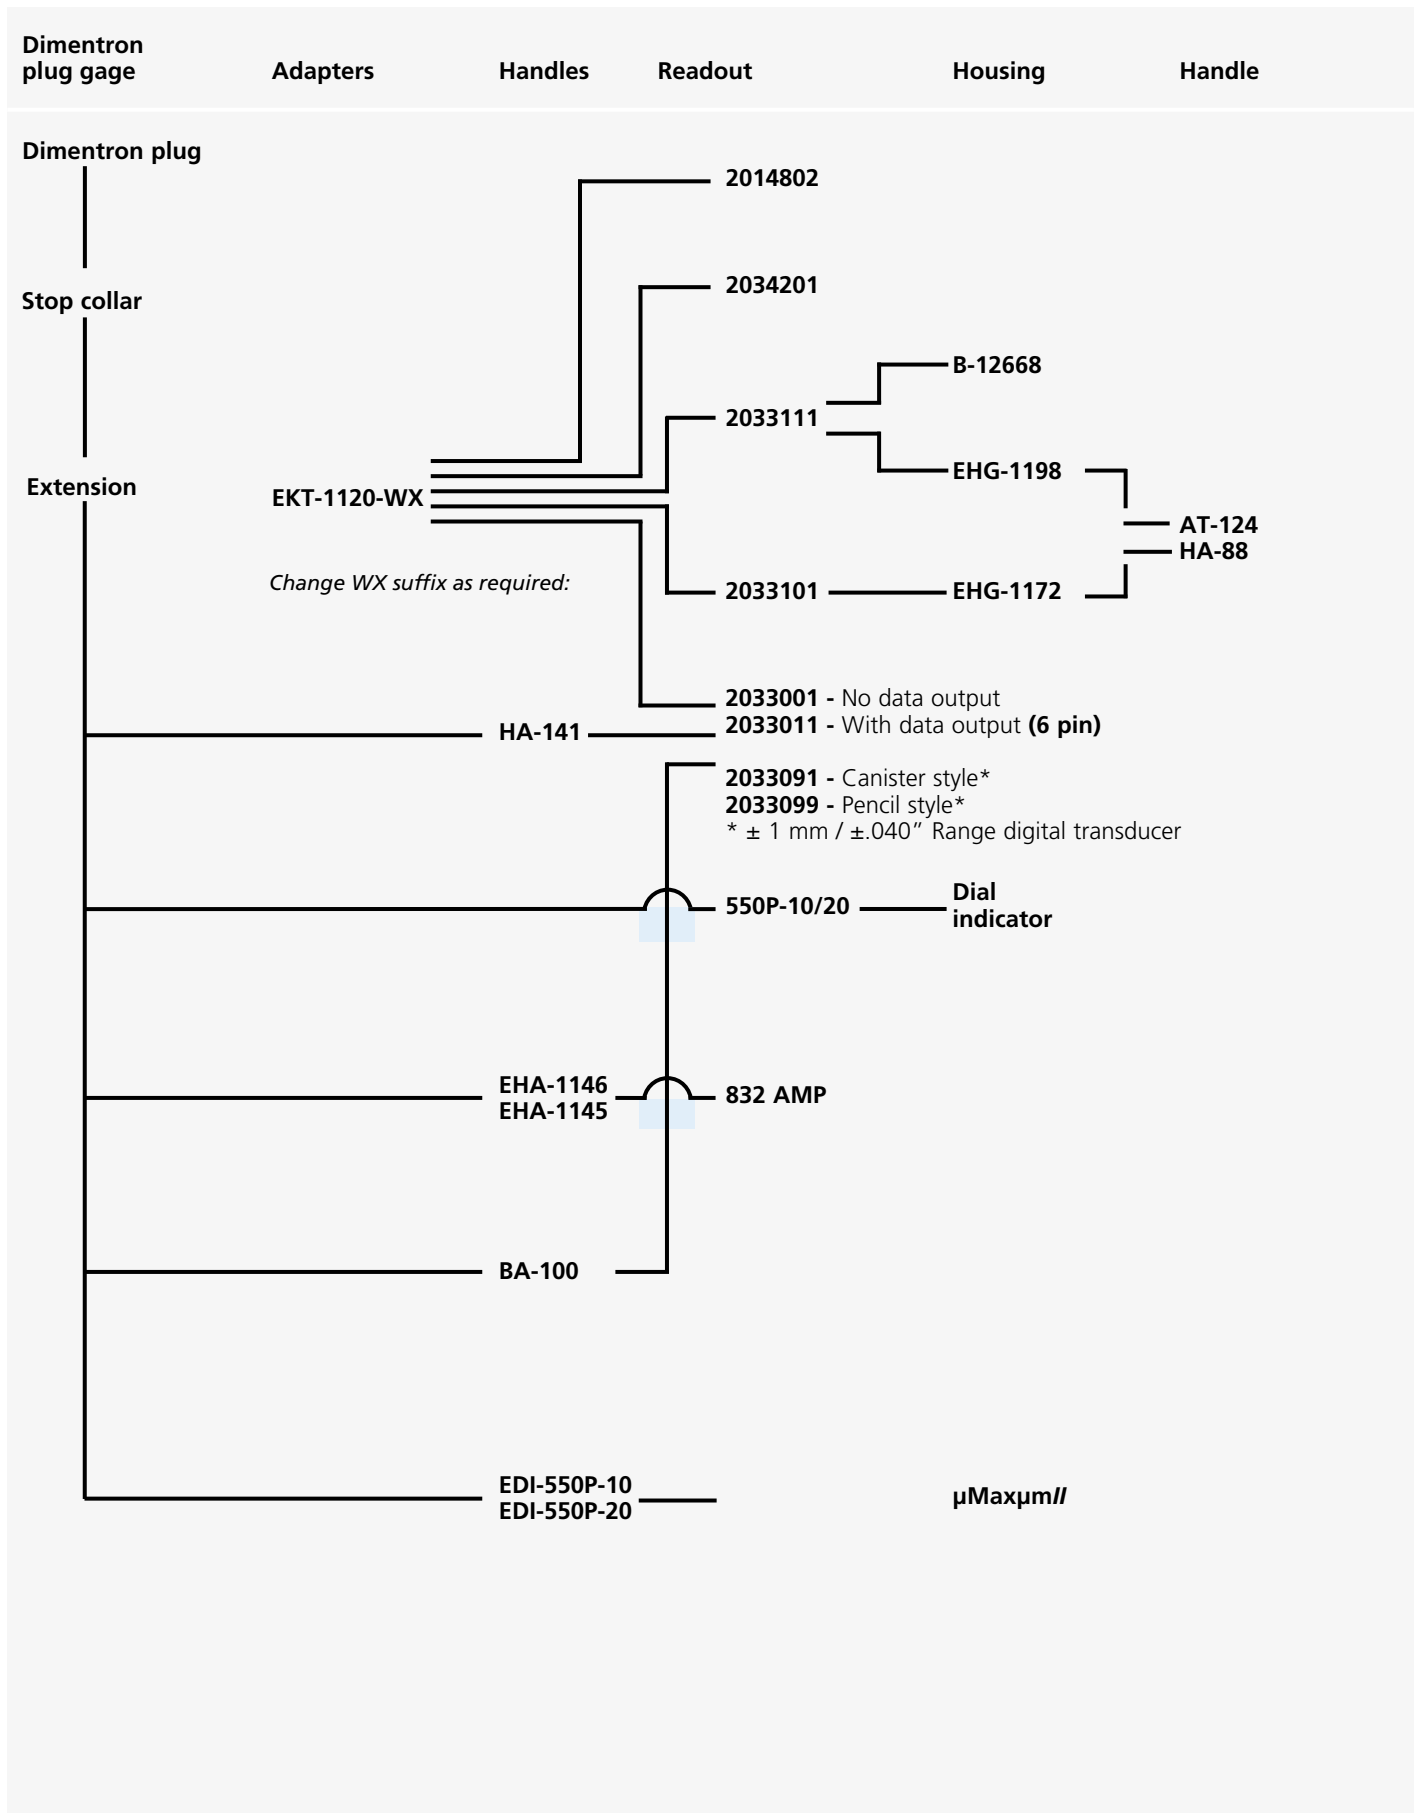 Dimentron
plug gage
Adapters
Handles
Readout
Housing
Handle
Dimentron plug
2014802
2034201
Stop collar
B-12668
2033111
EHG-1198
Extension
EKT-1120-WX
AT-124
HA-88
Change WX suffix as required:
2033101
EHG-1172
2033001 - No data output
2033011 - With data output (6 pin)
HA-141
2033091 - Canister style*
2033099 - Pencil style*
* ± 1 mm / ±.040” Range digital transducer
550P-10/20
Dial
indicator
EHA-1146
EHA-1145
832 AMP
BA-100
EDI-550P-10
EDI-550P-20
µMaxµmII